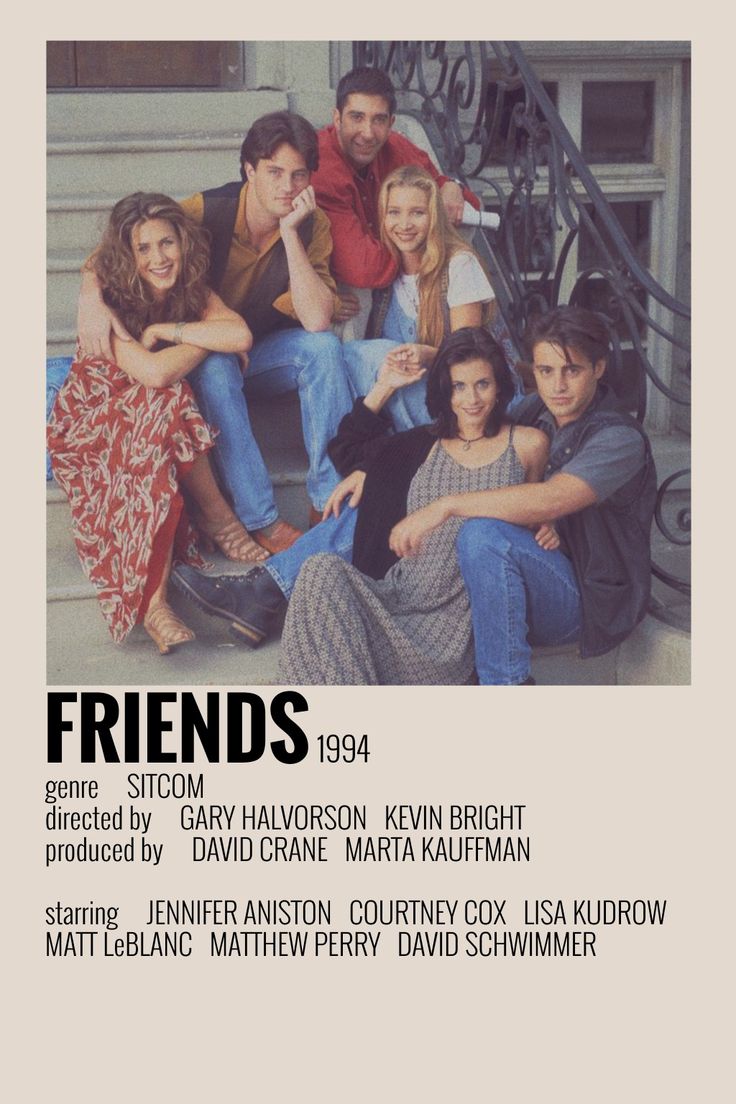 FRIENDS 1994
genre SITCOM
directed by GARY HALVORSON KEVIN BRIGHT
produced by DAVID CRANE MARTA KAUFFMAN
starring JENNIFER ANISTON COURTNEY COX LISA KUDROW
MATT LeBLANC MATTHEW PERRY DAVID SCHWIMMER